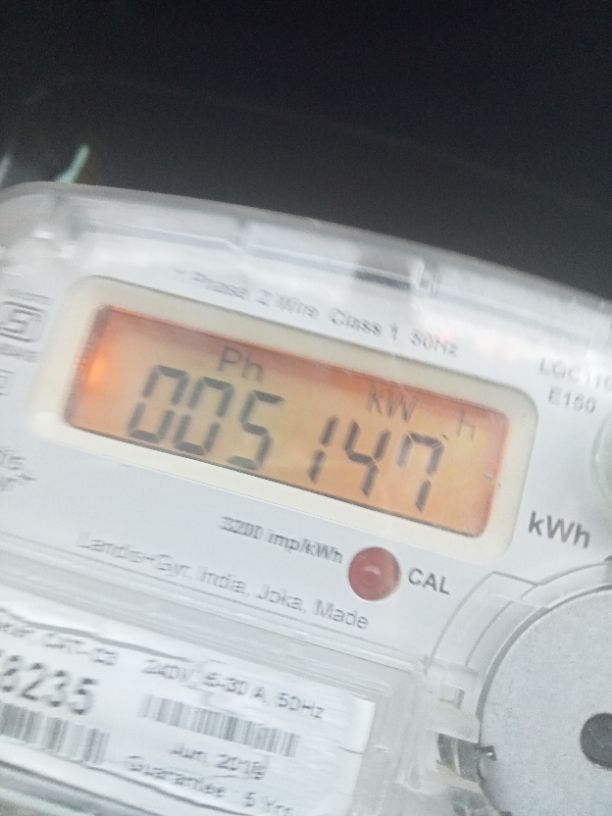 1 Phase 2 Wire Class 1 50Hz
E150
Ph kW h
005147
kWh
3200 imp/kWh
CAL
Landis+Gyr, India, Joka, Made
240V, 5-30 A, 50Hz
8235
Jun. 2018
Guarantee : 5 Yrs